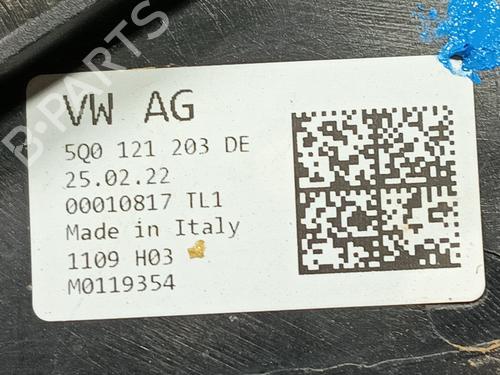 B-PARTS
VW AG
5Q0 121 203 DE
25.02.22
00010817 TL1
Made in Italy
1109 H03
M0119354